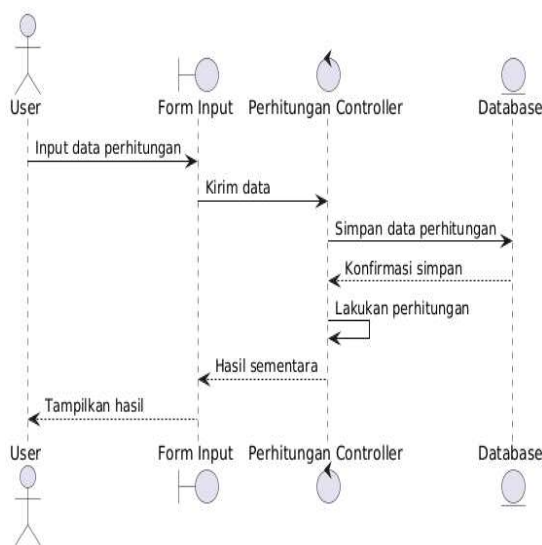 User
Form Input
Perhitungan Controller
Database
Input data perhitungan
Kirim data
Simpan data perhitungan
Konfirmasi simpan
Lakukan perhitungan
Hasil sementara
Tampilkan hasil
User
Form Input
Perhitungan Controller
Database